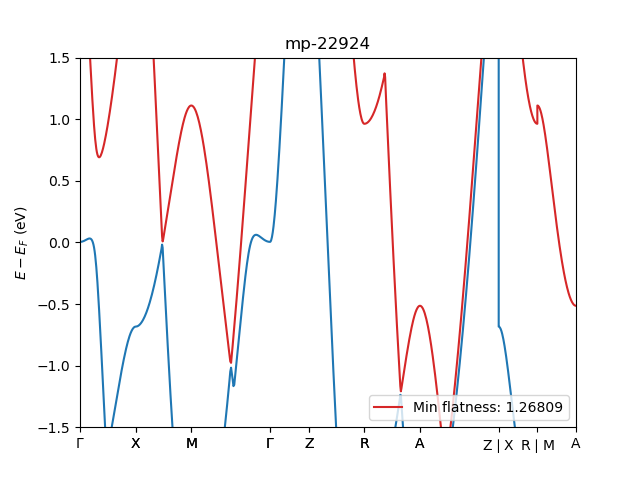 mp-22924
E − E_F (eV)
1.5
1.0
0.5
0.0
−0.5
−1.0
−1.5
Min flatness: 1.26809
Γ X M Γ Z R A Z | X R | M A